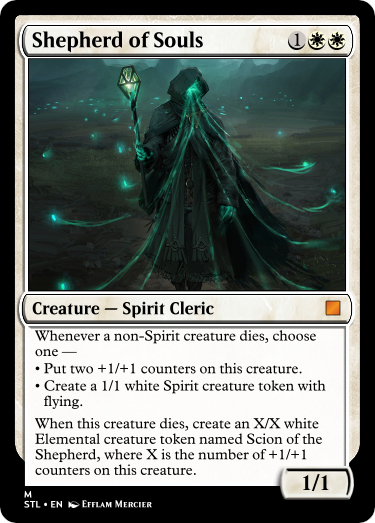 Shepherd of Souls 1
Creature — Spirit Cleric
Whenever a non-Spirit creature dies, choose
one —
• Put two +1/+1 counters on this creature.
• Create a 1/1 white Spirit creature token with
flying.
When this creature dies, create an X/X white
Elemental creature token named Scion of the
Shepherd, where X is the number of +1/+1
counters on this creature.
1/1
M
STL • EN Efflam Mercier